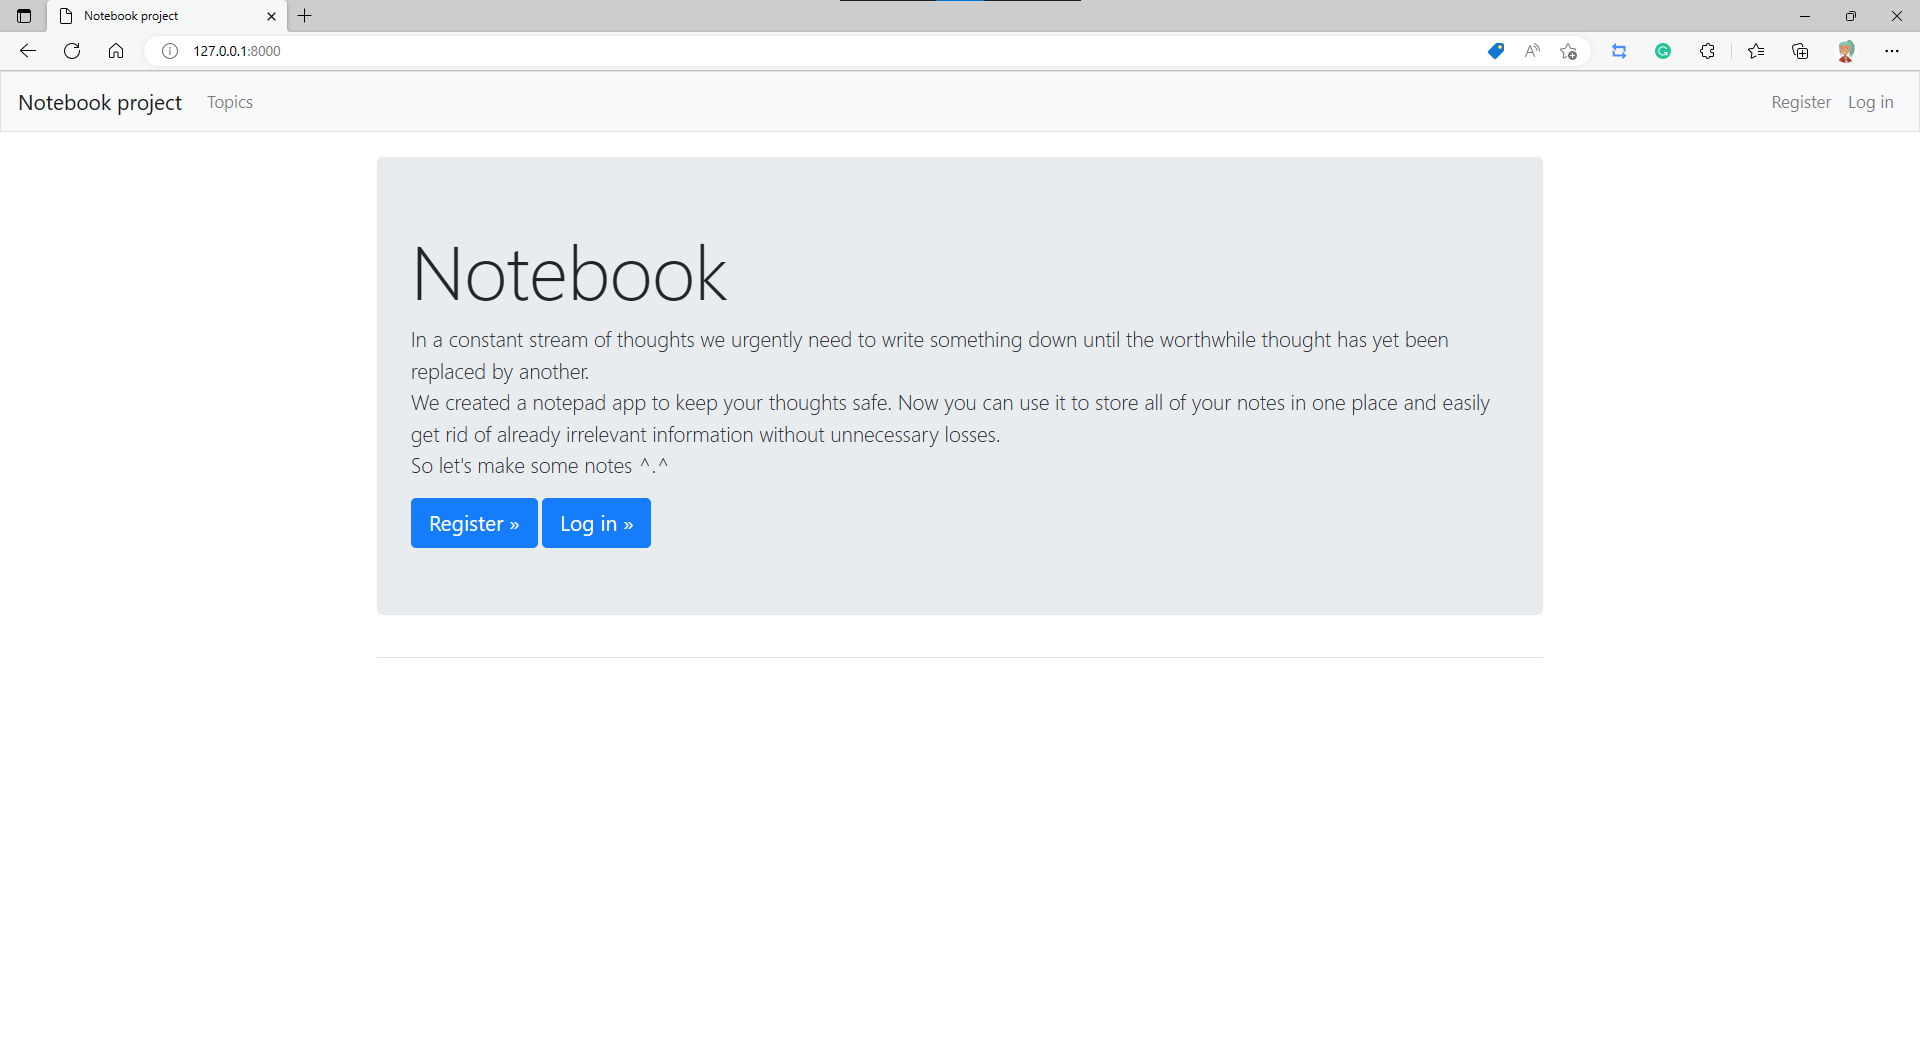 Notebook project
127.0.0.1:8000
Notebook project Topics Register Log in
Notebook
In a constant stream of thoughts we urgently need to write something down until the worthwhile thought has yet been
replaced by another.
We created a notepad app to keep your thoughts safe. Now you can use it to store all of your notes in one place and easily
get rid of already irrelevant information without unnecessary losses.
So let's make some notes ^.^
Register » Log in »